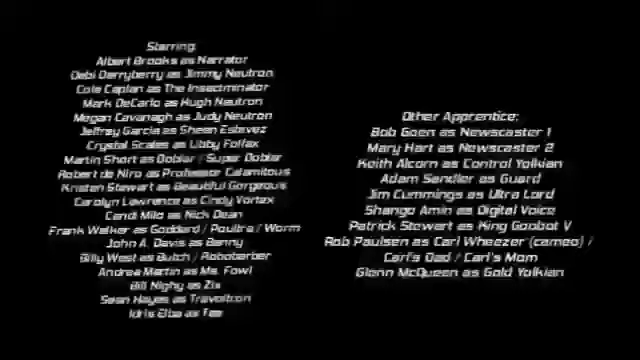 Starring:
Albert Brooks as Narrator
Debi Derryberry as Jimmy Neutron
Cole Caplan as The Insectminator
Mark DeCarlo as Hugh Neutron
Megan Cavanagh as Judy Neutron
Jeffrey Garcia as Sheen Estevez
Crystal Scales as Libby Folfax
Martin Short as Doblar / Super Doblar
Robert de Niro as Professor Calamitous
Kristen Stewart as Beautiful Gorgeous
Carolyn Lawrence as Cindy Vortex
Candi Milo as Nick Dean
Frank Welker as Goddard / Poultra / Worm
John A. Davis as Benny
Billy West as Butch / Robobarber
Andrea Martin as Ms. Fowl
Bill Nighy as Zix
Sean Hayes as Travoltron
Idris Elba as Tee
Other Apprentice:
Bob Goen as Newscaster 1
Mary Hart as Newscaster 2
Keith Alcorn as Control Yolkian
Adam Sandler as Guard
Jim Cummings as Ultra Lord
Shango Amin as Digital Voice
Patrick Stewart as King Goobot V
Rob Paulsen as Carl Wheezer (cameo) /
Carl's Dad / Carl's Mom
Glenn McQueen as Gold Yolkian